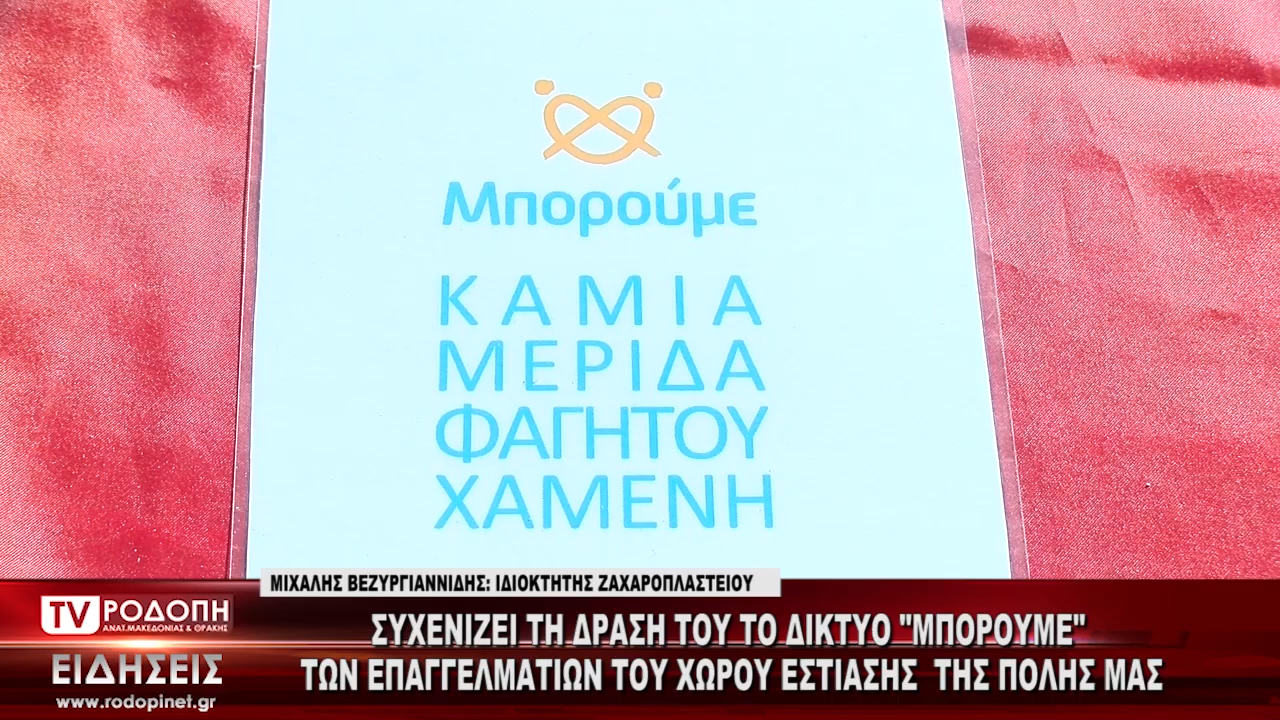 Μπορούμε
ΚΑΜΙΑ
ΜΕΡΙΔΑ
ΦΑΓΗΤΟΥ
ΧΑΜΕΝΗ
ΜΙΧΑΛΗΣ ΒΕΖΥΡΓΙΑΝΝΙΔΗΣ: ΙΔΙΟΚΤΗΤΗΣ ΖΑΧΑΡΟΠΛΑΣΤΕΙΟΥ
TV ΡΟΔΟΠΗ
ΑΝΑΤ.ΜΑΚΕΔΟΝΙΑΣ & ΘΡΑΚΗΣ
ΕΙΔΗΣΕΙΣ
www.rodopinet.gr
ΣΥΧΕΝΙΖΕΙ ΤΗ ΔΡΑΣΗ ΤΟΥ ΤΟ ΔΙΚΤΥΟ "ΜΠΟΡΟΥΜΕ"
ΤΩΝ ΕΠΑΓΓΕΛΜΑΤΙΩΝ ΤΟΥ ΧΩΡΟΥ ΕΣΤΙΑΣΗΣ ΤΗΣ ΠΟΛΗΣ ΜΑΣ